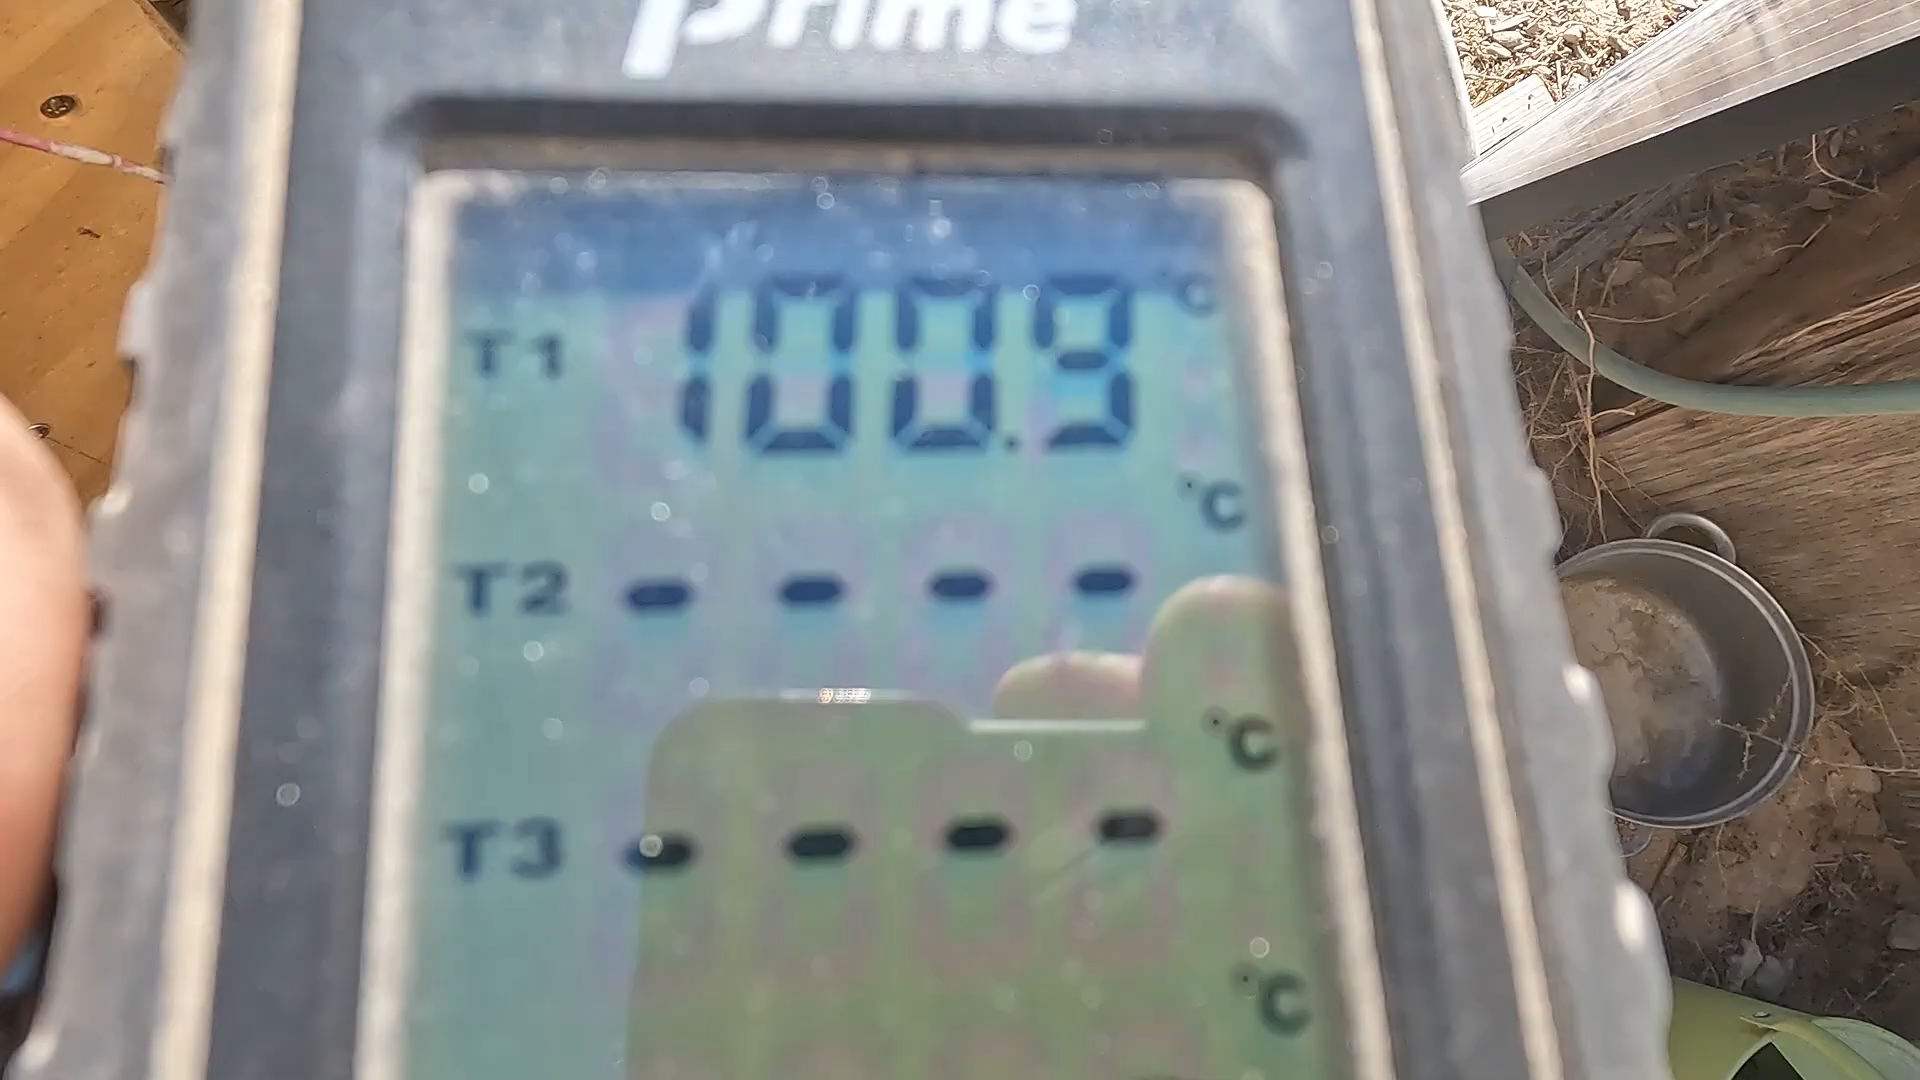 Prime
T1 100.9 °C
°C
T2 - - - -
°C
T3 - - - -
°C